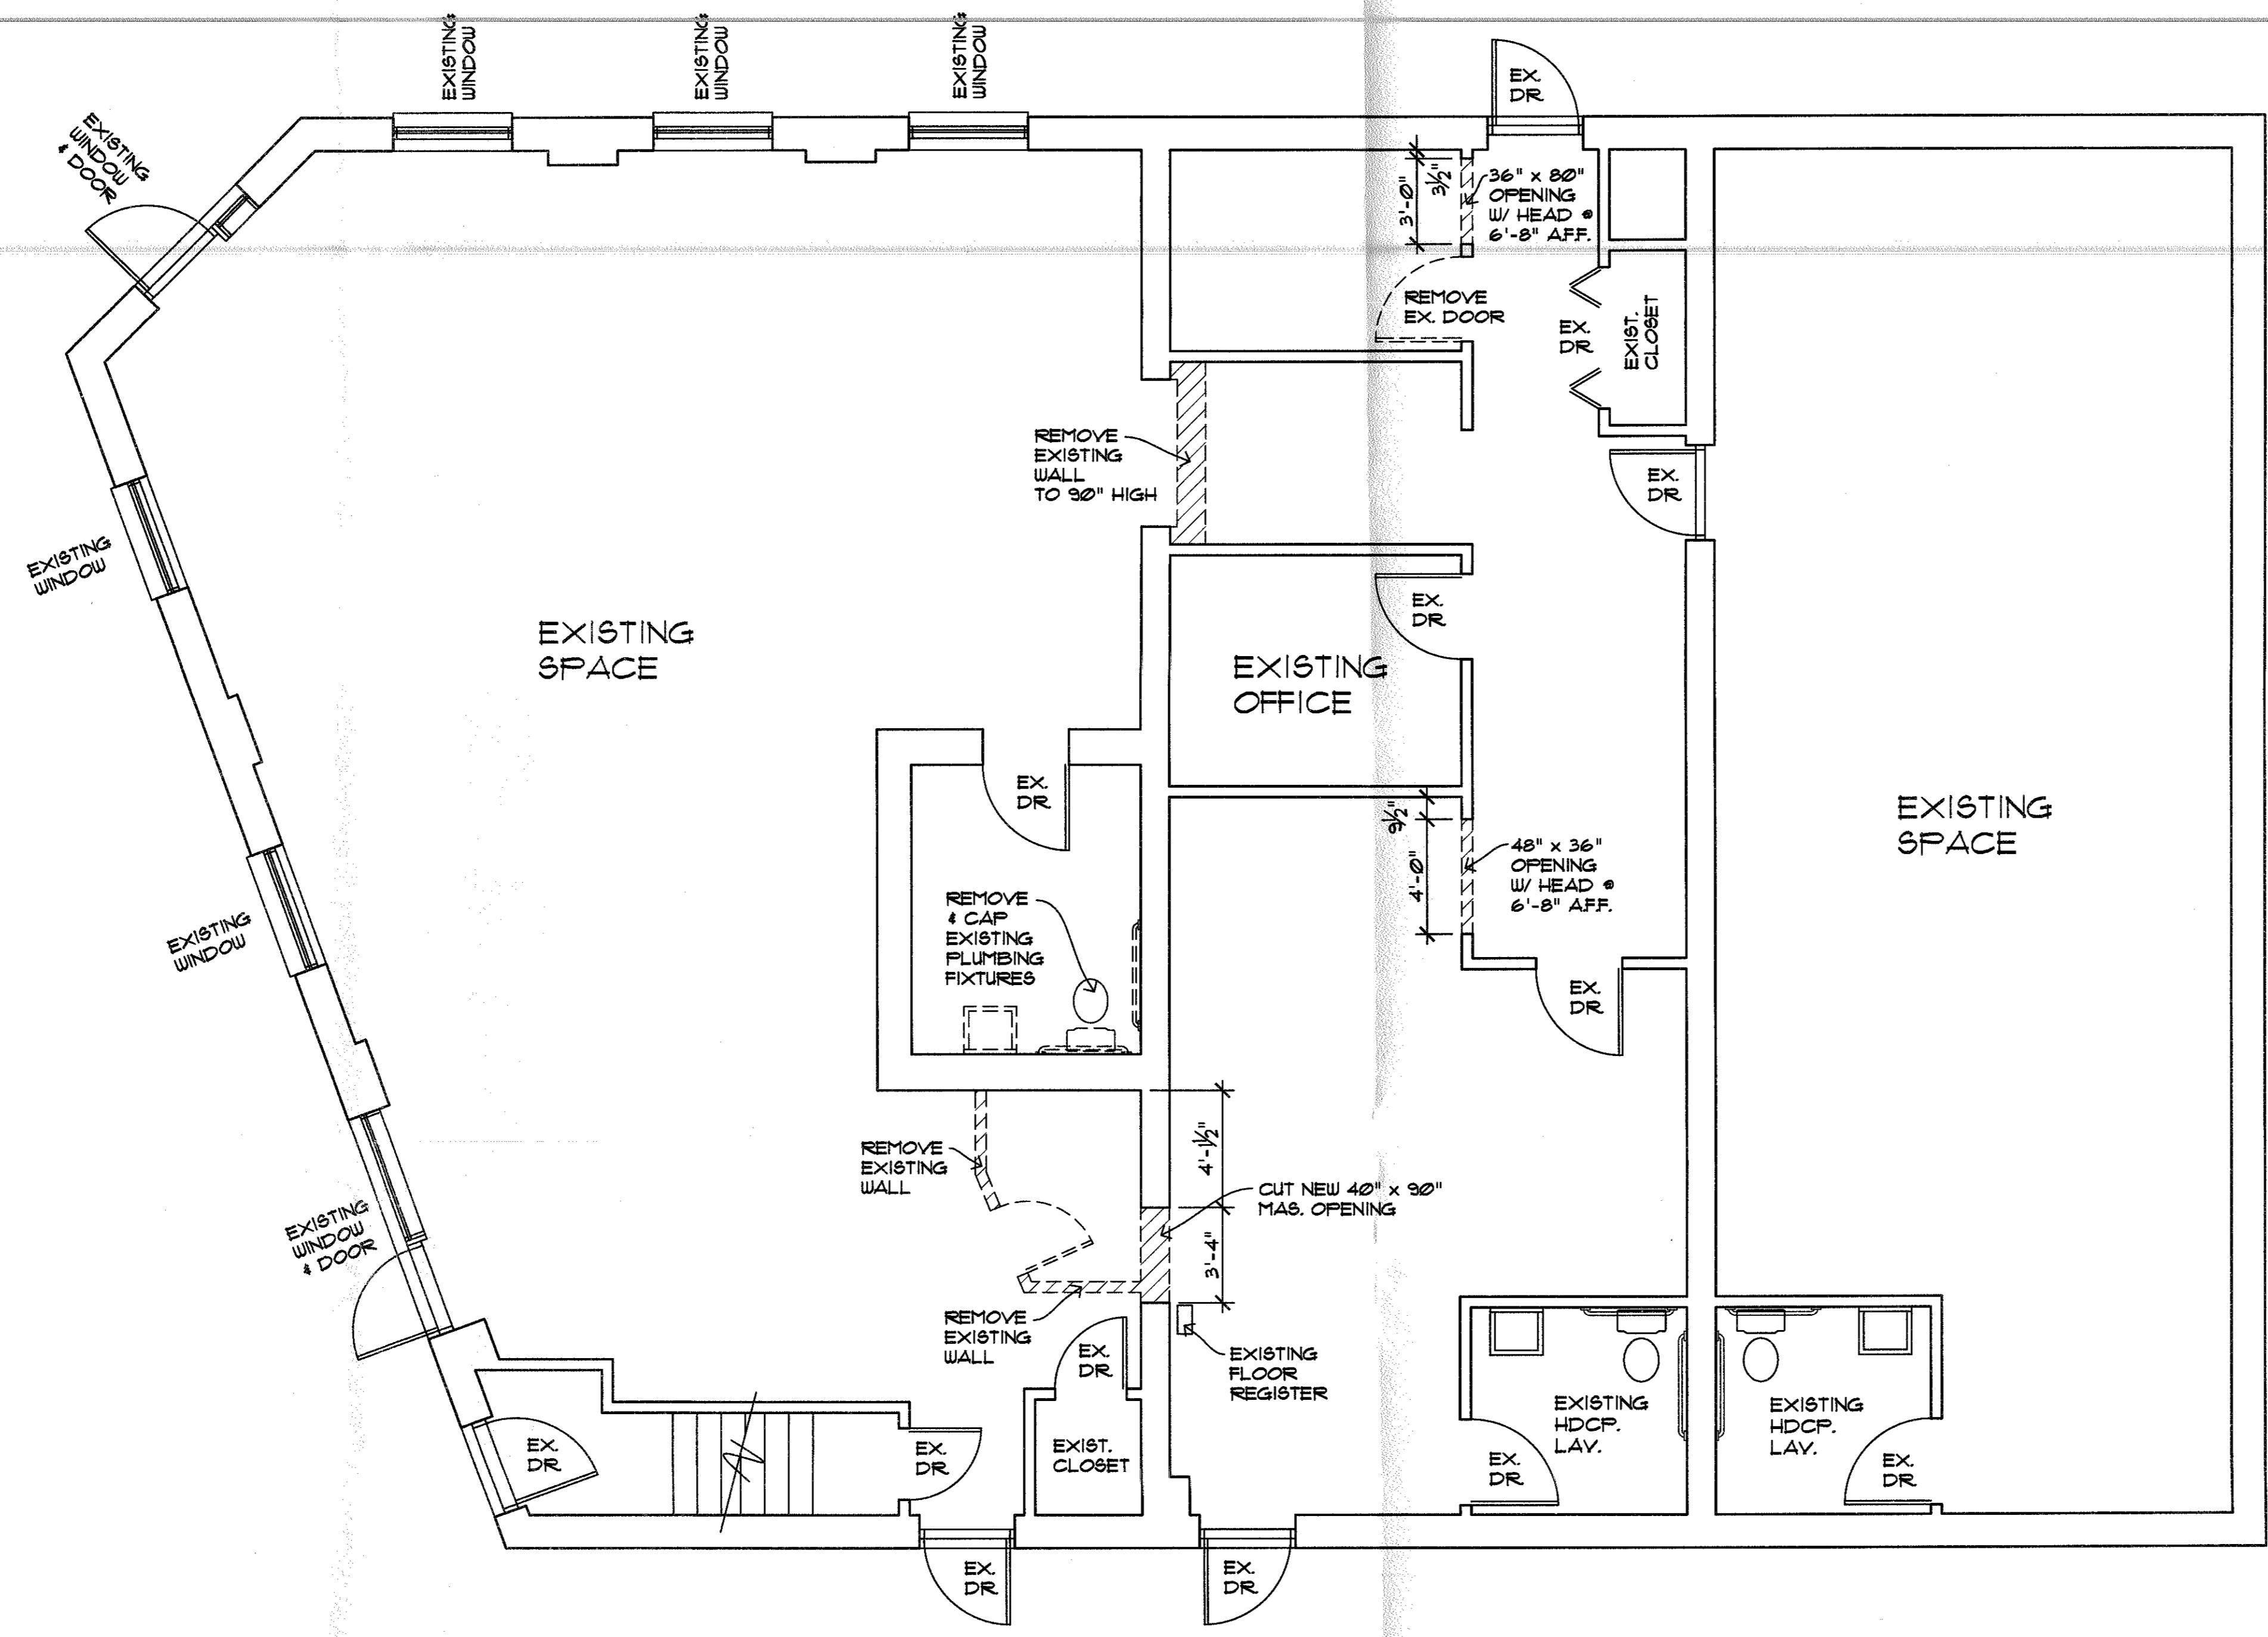 EXISTING
WINDOW
EXISTING
WINDOW
EXISTING
WINDOW
EX.
DR
EXISTING
WINDOW
& DOOR
3'-0"
3½"
36" x 80"
OPENING
W/ HEAD @
6'-8" A.F.F.
REMOVE
EX. DOOR
EX.
DR
EXIST.
CLOSET
REMOVE
EXISTING
WALL
TO 90" HIGH
EX.
DR
EXISTING
WINDOW
EXISTING
SPACE
EX.
DR
EXISTING
OFFICE
EX.
DR
9½"
4'-0"
48" x 36"
OPENING
W/ HEAD @
6'-8" A.F.F.
EXISTING
SPACE
REMOVE
& CAP
EXISTING
PLUMBING
FIXTURES
EXISTING
WINDOW
EX.
DR
REMOVE
EXISTING
WALL
4'-1½"
CUT NEW 40" x 90"
MAS. OPENING
3'-4"
EXISTING
WINDOW
& DOOR
REMOVE
EXISTING
WALL
EX.
DR
EXISTING
FLOOR
REGISTER
EXISTING
HDCP.
LAV.
EXISTING
HDCP.
LAV.
EX.
DR
EX.
DR
EXIST.
CLOSET
EX.
DR
EX.
DR
EX.
DR
EX.
DR